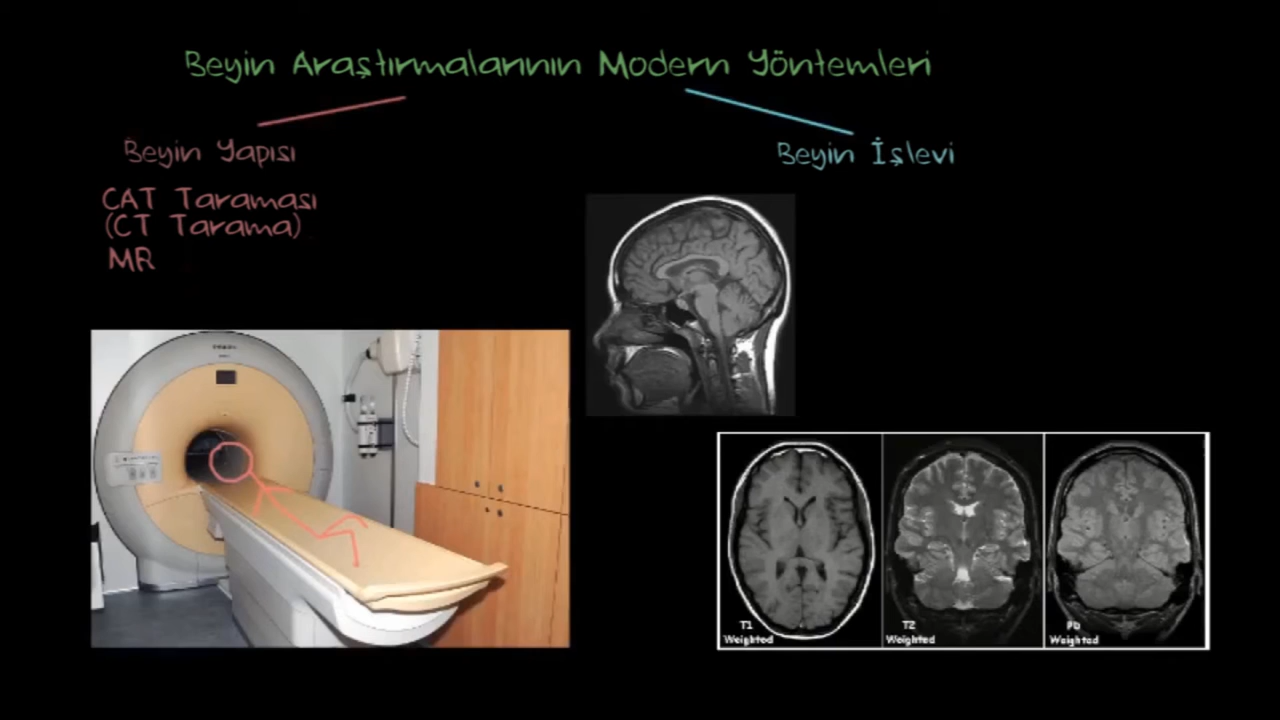 Beyin Araştırmalarının Modern Yöntemleri
Beyin Yapısı
Beyin İşlevi
CAT Taraması
(CT Tarama)
MR
T1
Weighted
T2
Weighted
PD
Weighted